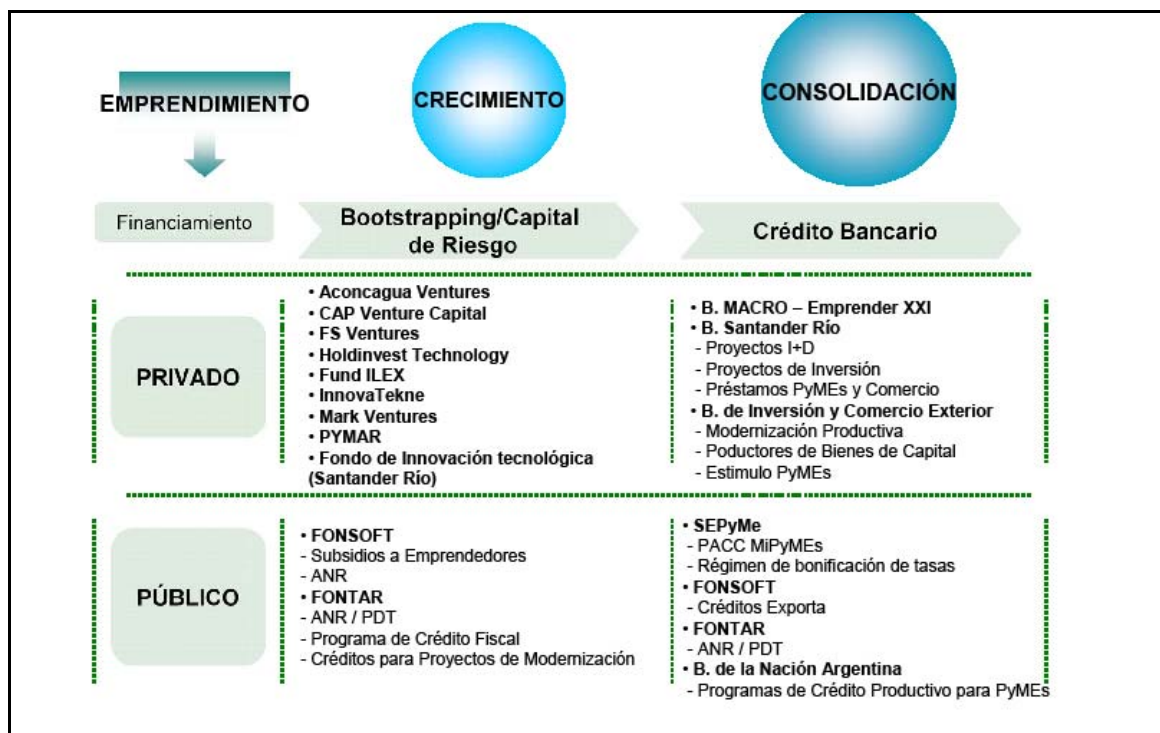 EMPRENDIMIENTO
CRECIMIENTO
CONSOLIDACIÓN
Financiamiento
Bootstrapping/Capital
de Riesgo
Crédito Bancario
PRIVADO
• Aconcagua Ventures
• CAP Venture Capital
• FS Ventures
• Holdinvest Technology
• Fund ILEX
• InnovaTekne
• Mark Ventures
• PYMAR
• Fondo de Innovación tecnológica
(Santander Río)
• B. MACRO – Emprender XXI
• B. Santander Río
- Proyectos I+D
- Proyectos de Inversión
- Préstamos PyMEs y Comercio
• B. de Inversión y Comercio Exterior
- Modernización Productiva
- Poductores de Bienes de Capital
- Estimulo PyMEs
PÚBLICO
• FONSOFT
- Subsidios a Emprendedores
- ANR
• FONTAR
- ANR / PDT
- Programa de Crédito Fiscal
- Créditos para Proyectos de Modernización
• SEPyMe
- PACC MiPyMEs
- Régimen de bonificación de tasas
• FONSOFT
- Créditos Exporta
• FONTAR
- ANR / PDT
• B. de la Nación Argentina
- Programas de Crédito Productivo para PyMEs